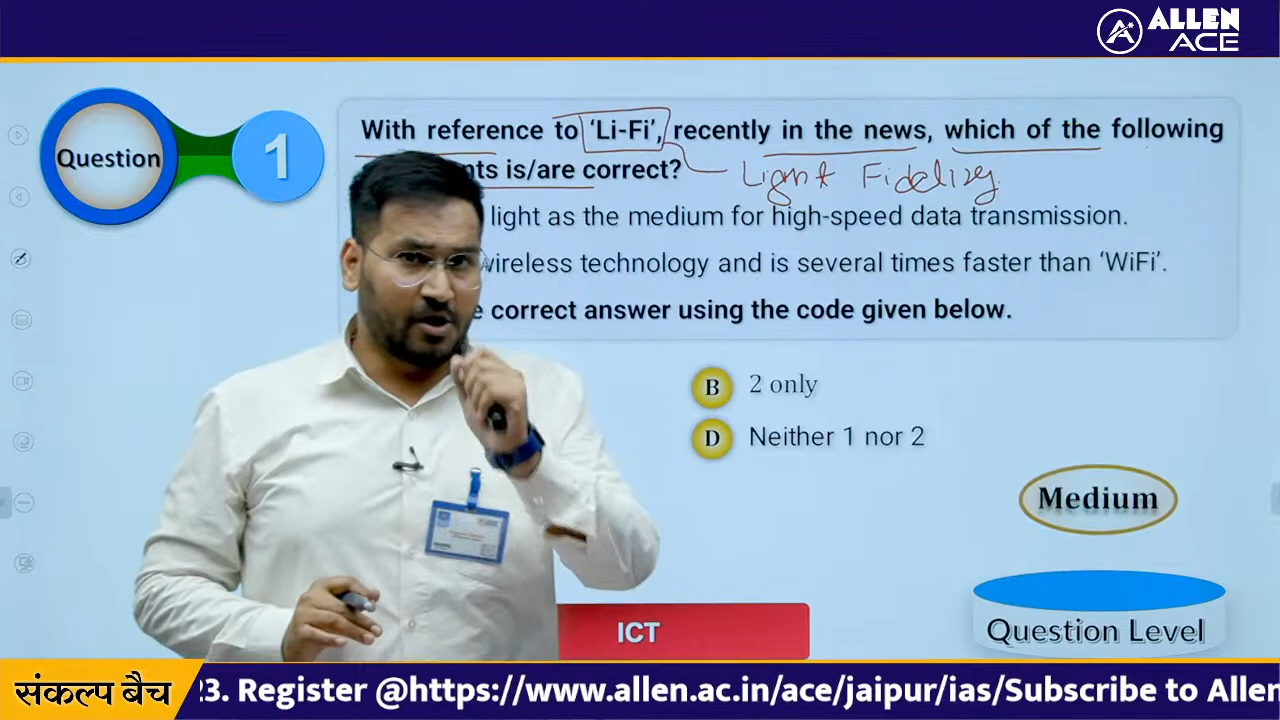 ALLEN
ACE
Question
1
With reference to ‘Li-Fi’, recently in the news, which of the following
is/are correct?
Light Fidelity
light as the medium for high-speed data transmission.
wireless technology and is several times faster than ‘WiFi’.
correct answer using the code given below.
B 2 only
D Neither 1 nor 2
Medium
Question Level
ICT
संकल्प बैच
23. Register @https://www.allen.ac.in/ace/jaipur/ias/Subscribe to Allen